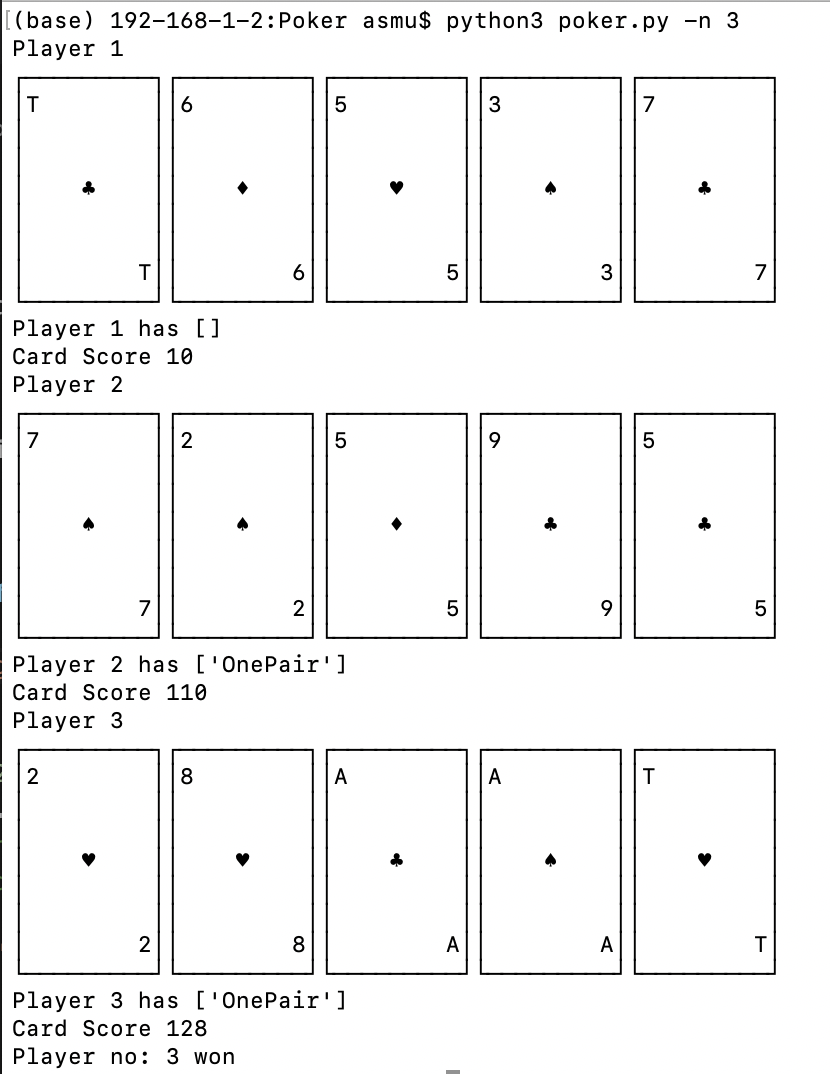 [(base) 192-168-1-2:Poker asmu$ python3 poker.py -n 3
Player 1
T 6 5 3 7
♣ ♦ ♥ ♠ ♣
T 6 5 3 7
Player 1 has []
Card Score 10
Player 2
7 2 5 9 5
♠ ♠ ♦ ♣ ♣
7 2 5 9 5
Player 2 has ['OnePair']
Card Score 110
Player 3
2 8 A A T
♥ ♥ ♣ ♠ ♥
2 8 A A T
Player 3 has ['OnePair']
Card Score 128
Player no: 3 won